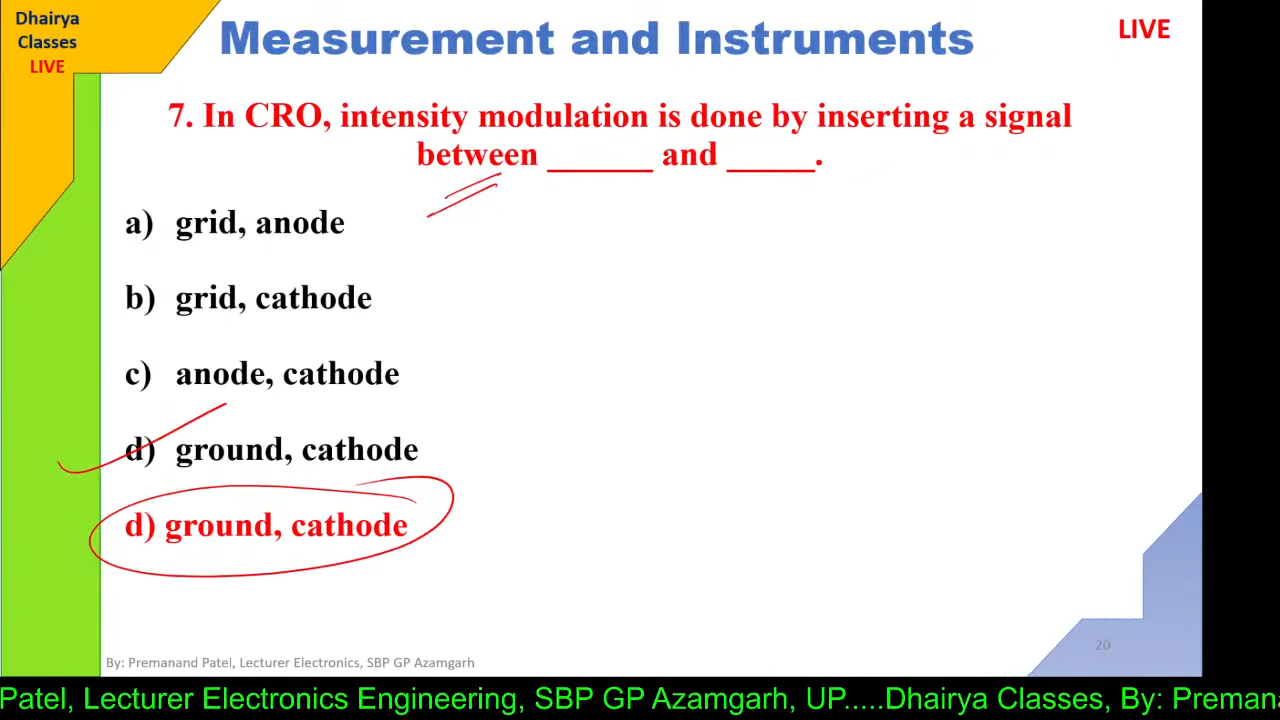 Dhairya
Classes
LIVE
Measurement and Instruments
LIVE
7. In CRO, intensity modulation is done by inserting a signal
between ______ and _____.
a) grid, anode
b) grid, cathode
c) anode, cathode
d) ground, cathode
d) ground, cathode
20
By: Premanand Patel, Lecturer Electronics, SBP GP Azamgarh
Patel, Lecturer Electronics Engineering, SBP GP Azamgarh, UP.....Dhairya Classes, By: Preman